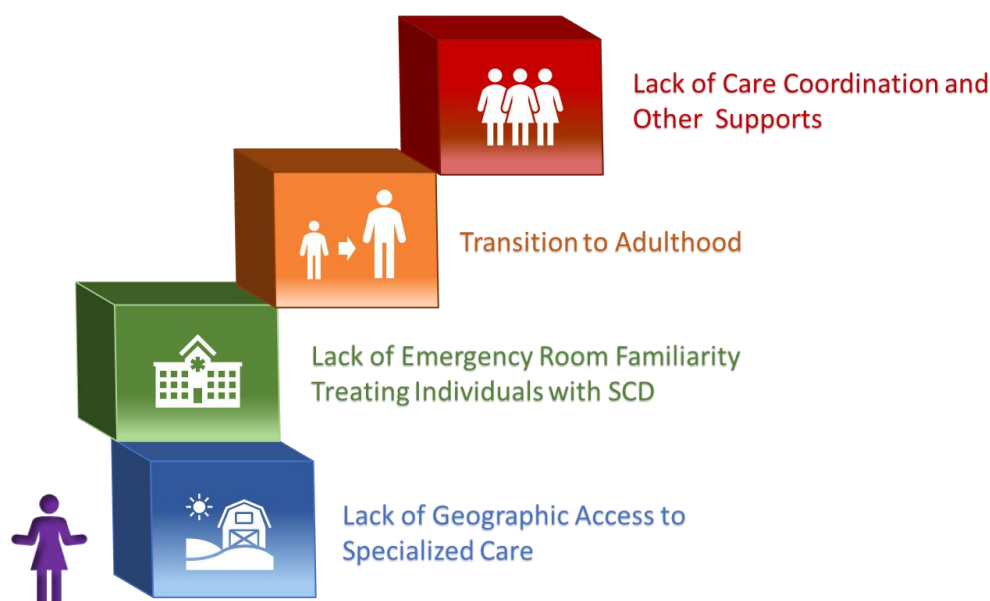 Lack of Care Coordination and
Other Supports
Transition to Adulthood
Lack of Emergency Room Familiarity
Treating Individuals with SCD
Lack of Geographic Access to
Specialized Care